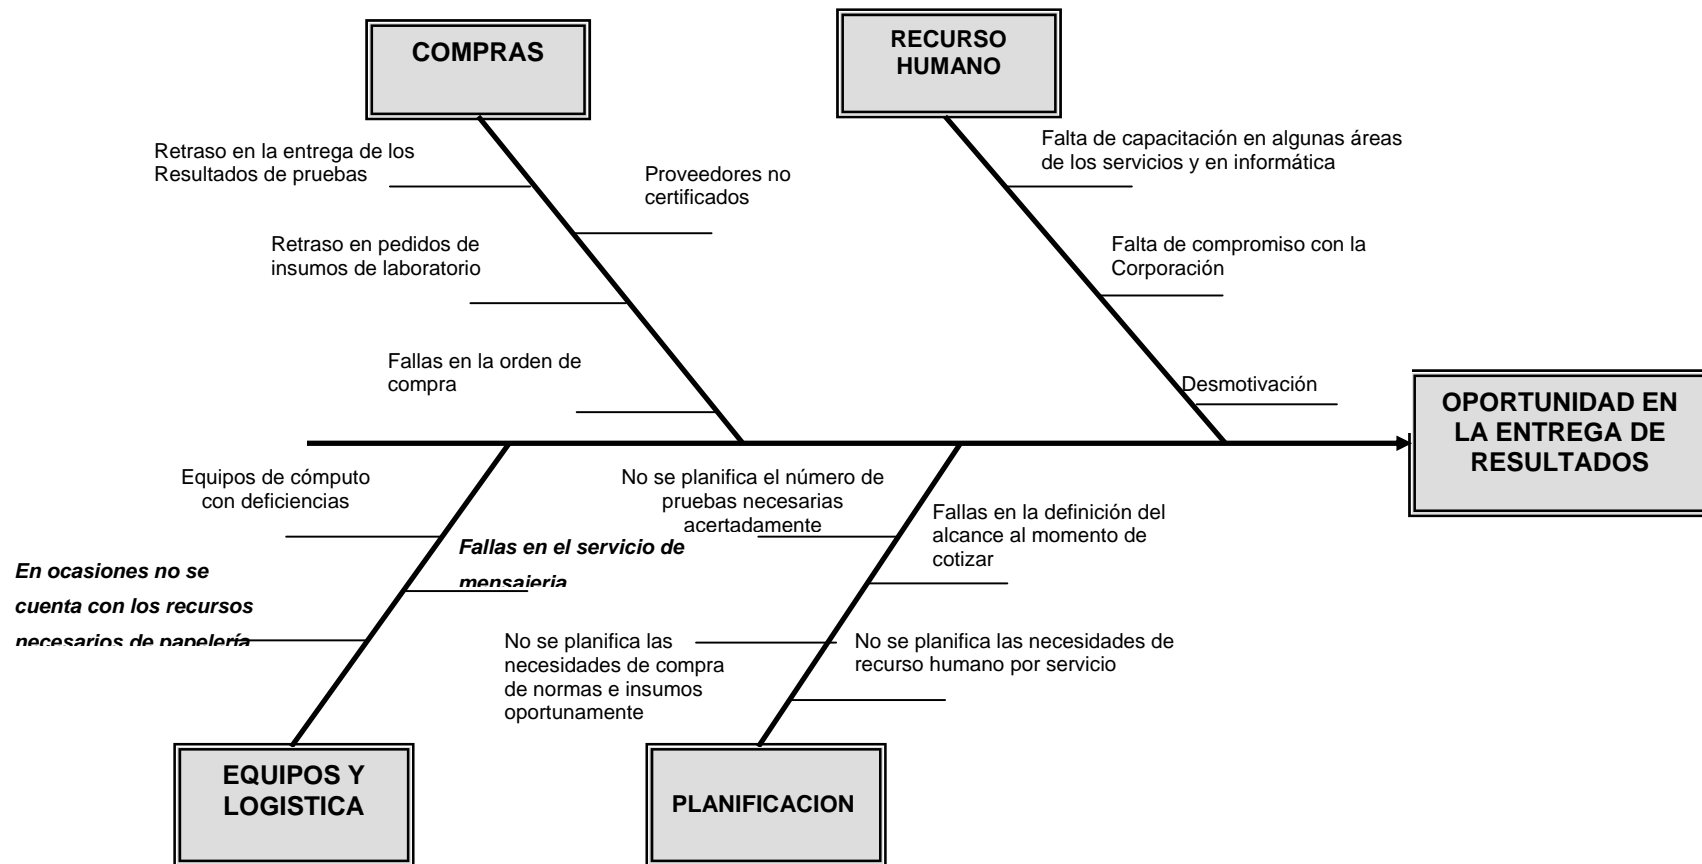 COMPRAS
RECURSO
HUMANO
Retraso en la entrega de los
Resultados de pruebas
Proveedores no
certificados
Falta de capacitación en algunas áreas
de los servicios y en informática
Retraso en pedidos de
insumos de laboratorio
Falta de compromiso con la
Corporación
Fallas en la orden de
compra
Desmotivación
OPORTUNIDAD EN
LA ENTREGA DE
RESULTADOS
Equipos de cómputo
con deficiencias
No se planifica el número de
pruebas necesarias
acertadamente
Fallas en la definición del
alcance al momento de
cotizar
Fallas en el servicio de
mensajeria
En ocasiones no se
cuenta con los recursos
necesarios de papelería
No se planifica las
necesidades de compra
de normas e insumos
oportunamente
No se planifica las necesidades de
recurso humano por servicio
EQUIPOS Y
LOGISTICA
PLANIFICACION